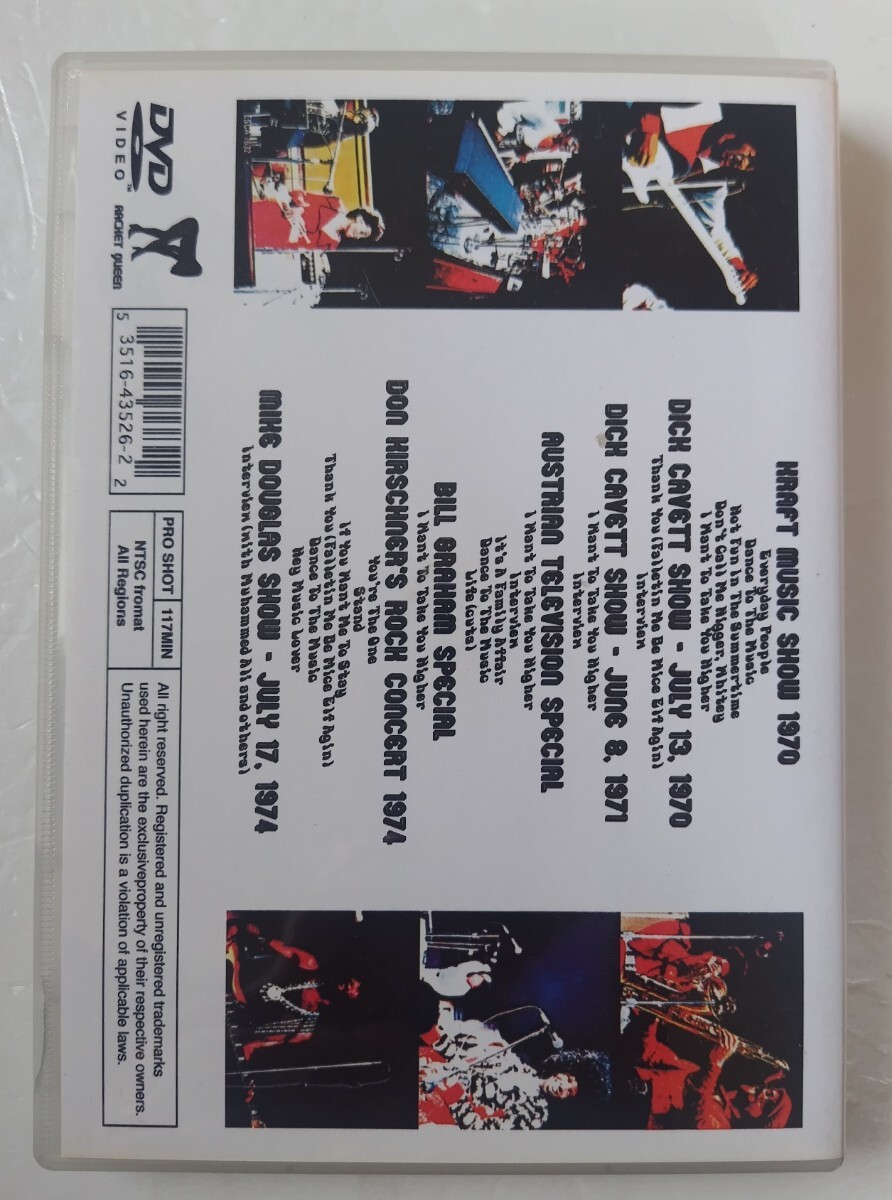 KRAFT MUSIC SHOW 1970
Everyday People
Dance To The Music
Hot Fun In The Summertime
Don't Call Me Nigger, Whitey
I Want To Take You Higher
DICK CAVETT SHOW - JULY 13, 1970
Thank You (Falletin Me Be Mice Elf Agin)
Interview
DICK CAVETT SHOW - JUNE 8, 1971
I Want To Take You Higher
Interview
AUSTRIAN TELEVISION SPECIAL
I Want To Take You Higher
Interview
It's A Family Affair
Dance To The Music
Life (cuts)
BILL GRAHAM SPECIAL
I Want To Take You Higher
DON KIRSCHNER'S ROCK CONCERT 1974
You're The One
Stand
If You Want Me To Stay
Thank You (Falletin Me Be Mice Elf Agin)
Dance To The Music
Hey Music Lover
MIKE DOUGLAS SHOW - JULY 17, 1974
Interview (with Muhammed Ali and others)
DVD
VIDEO™
RACKET QUEEN
5 3516-43526-2 2
PRO SHOT 117MIN
NTSC fromat
All Regions
All right reserved. Registered and unregistered trademarks
used herein are the exclusiveproperty of their respective owners.
Unauthorized duplication is a violation of applicable laws.